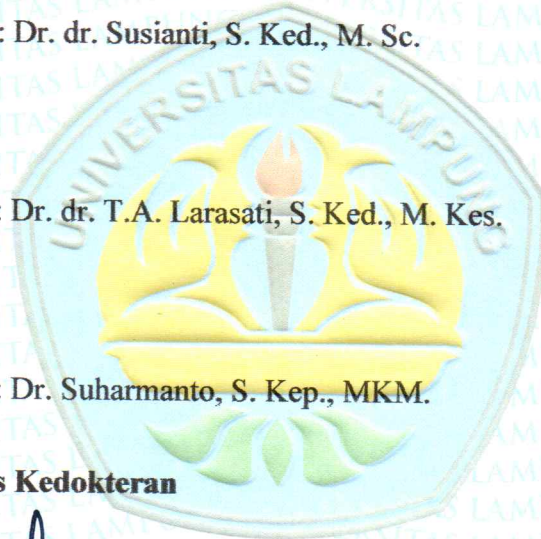 : Dr. dr. Susianti, S. Ked., M. Sc.
UNIVERSITAS LAMPUNG
: Dr. dr. T.A. Larasati, S. Ked., M. Kes.
: Dr. Suharmanto, S. Kep., MKM.
s Kedokteran